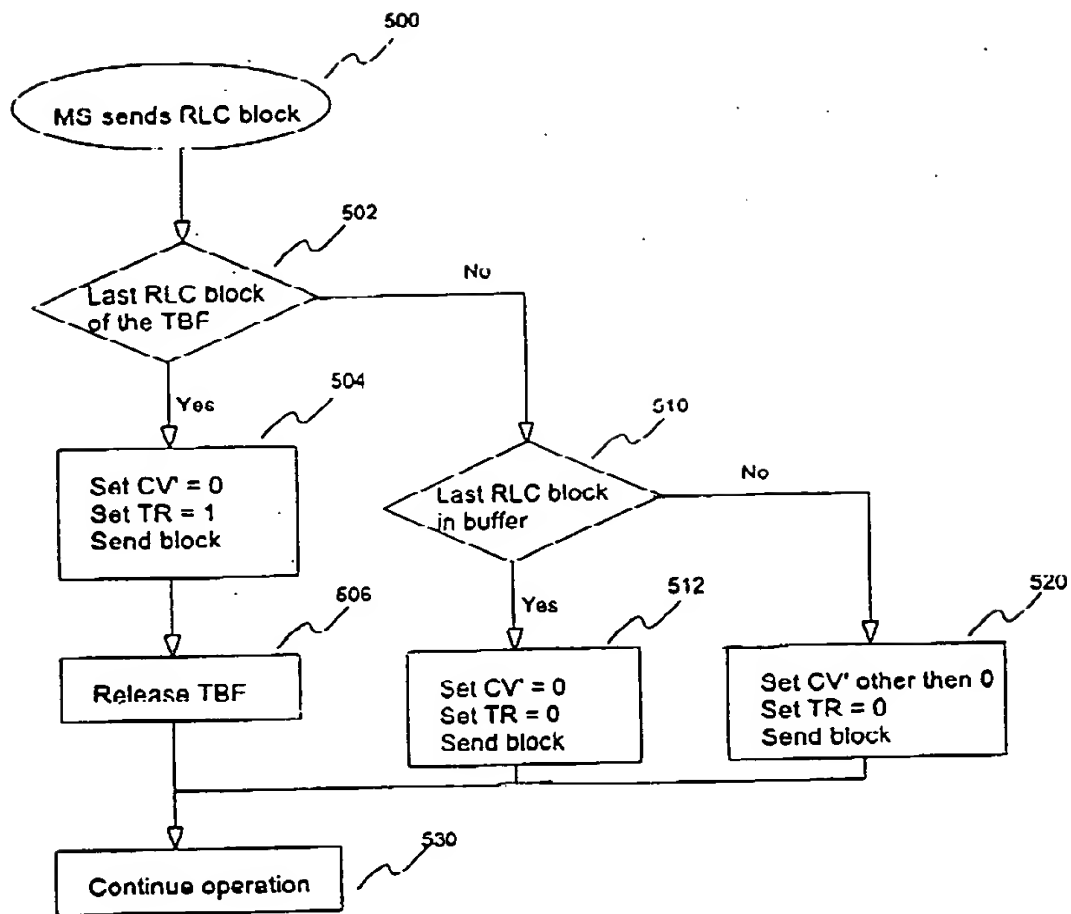 500
MS sends RLC block
502
Last RLC block
of the TBF
No
Yes
504
Set CV' = 0
Set TR = 1
Send block
506
Release TBF
510
Last RLC block
in buffer
No
Yes
512
Set CV' = 0
Set TR = 0
Send block
520
Set CV' other then 0
Set TR = 0
Send block
530
Continue operation